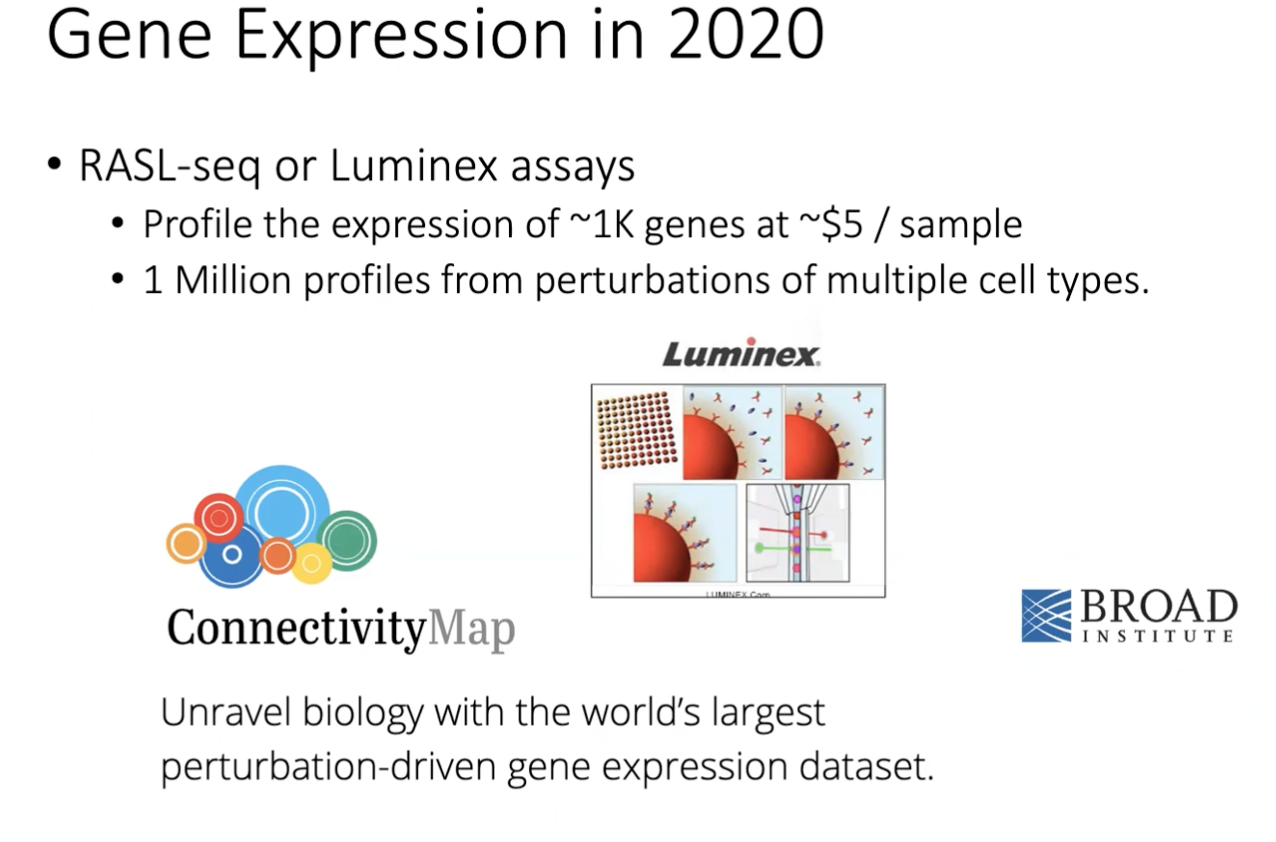 Gene Expression in 2020
• RASL-seq or Luminex assays
• Profile the expression of ~1K genes at ~$5 / sample
• 1 Million profiles from perturbations of multiple cell types.
Luminex
LUMINEX Corp.
ConnectivityMap
BROAD
INSTITUTE
Unravel biology with the world’s largest
perturbation-driven gene expression dataset.